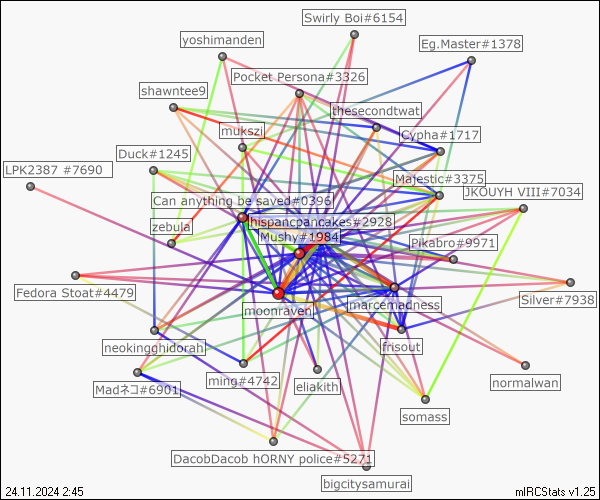 Swirly Boi#6154
yoshimanden
Eg.Master#1378
Pocket Persona#3326
shawntee9
thesecondtwat
mukszi
Cypha#1717
Duck#1245
LPK2387 #7690
Majestic#3375
JKOUYH VIII#7034
Can anything be saved#0396
hispancpancakes#2928
zebula
Mushy#1984
Pikabro#9971
Fedora Stoat#4479
Silver#7938
marcemadness
moonraven
neokingghidorah
frisout
ming#4742
normalwan
Madネコ#6901
eliakith
somass
DacobDacob hORNY police#5271
bigcitysamurai
24.11.2024 2:45
mIRCStats v1.25